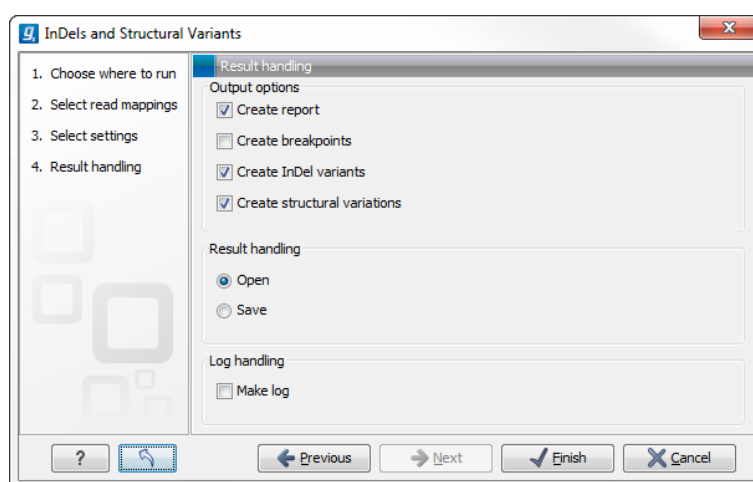 InDels and Structural Variants
1. Choose where to run
2. Select read mappings
3. Select settings
4. Result handling
Result handling
Output options
Create report
Create breakpoints
Create InDel variants
Create structural variations
Result handling
Open
Save
Log handling
Make log
?
Previous
Next
Finish
Cancel